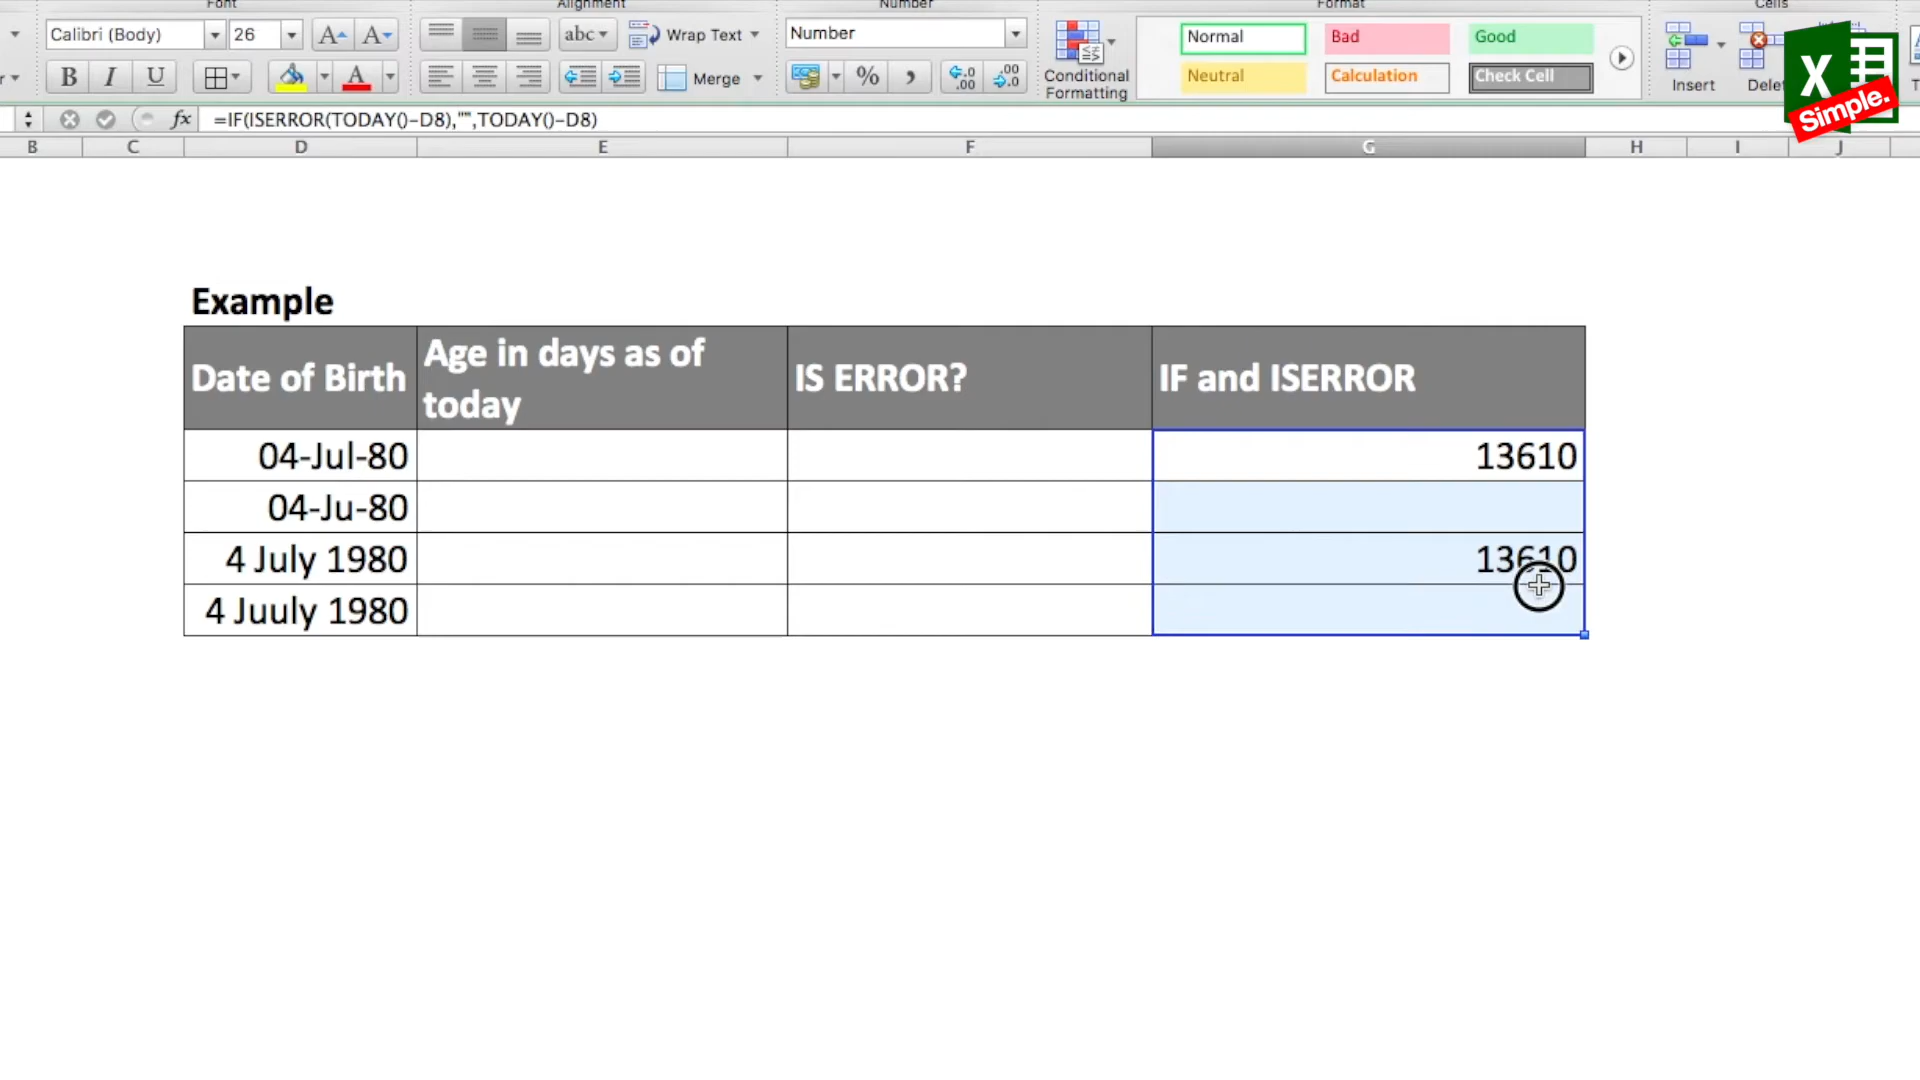 Font
Alignment
Number
Format
Cells
Calibri (Body)
26
A
A
abc
Wrap Text
Number
Normal
Bad
Good
B
I
U
A
Merge
%
Conditional
Formatting
Neutral
Calculation
Check Cell
Insert
Delet
X
Simple.
fx
=IF(ISERROR(TODAY()-D8),"",TODAY()-D8)
B C D E F G H I J
Example
Date of Birth
Age in days as of
today
IS ERROR?
IF and ISERROR
04-Jul-80
13610
04-Ju-80
4 July 1980
13610
4 Juuly 1980